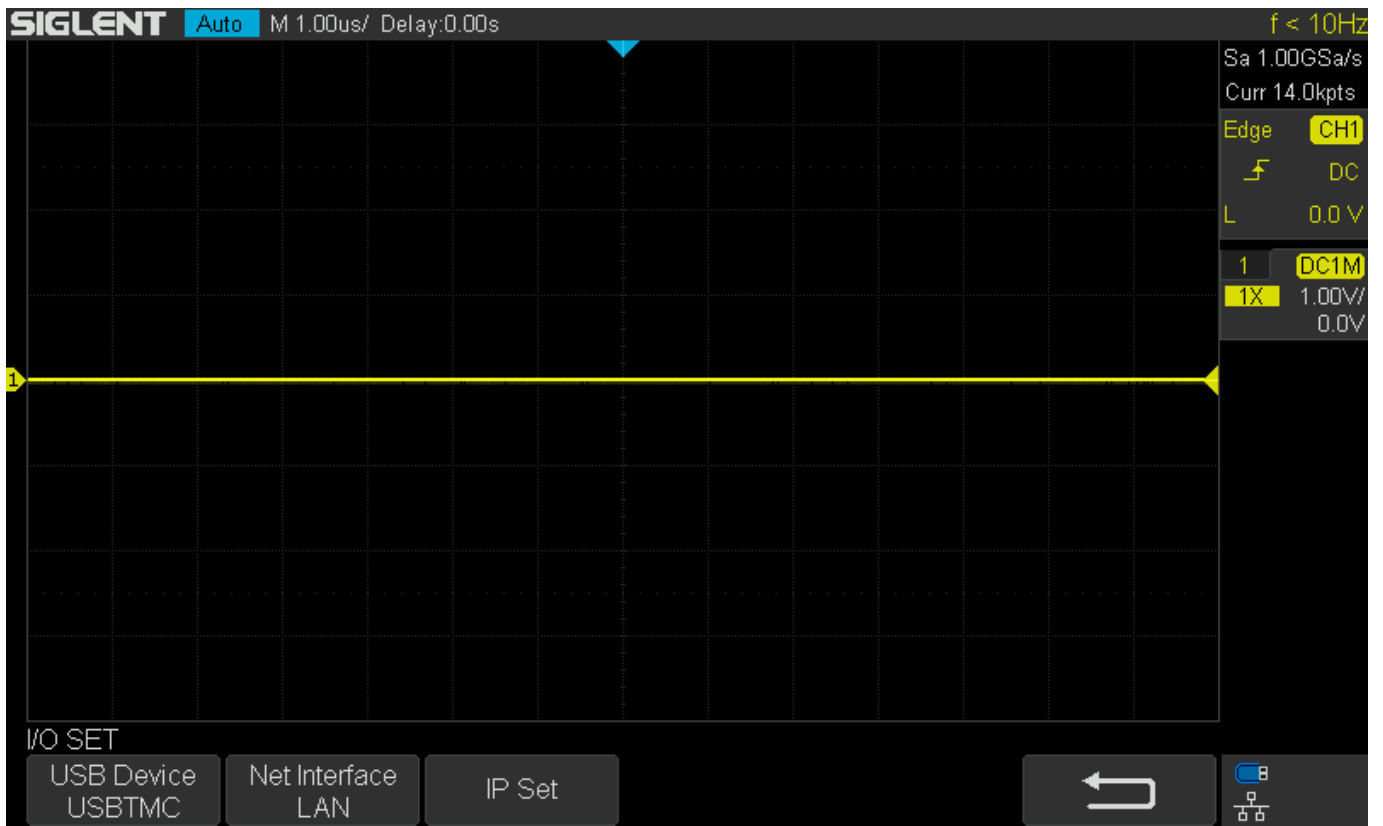 SIGLENT Auto M 1.00us/ Delay:0.00s f < 10Hz
Sa 1.00GSa/s
Curr 14.0kpts
Edge CH1
DC
L 0.0 V
1 DC1M
1X 1.00V/
0.0V
1
I/O SET
USB Device
USBTMC
Net Interface
LAN
IP Set